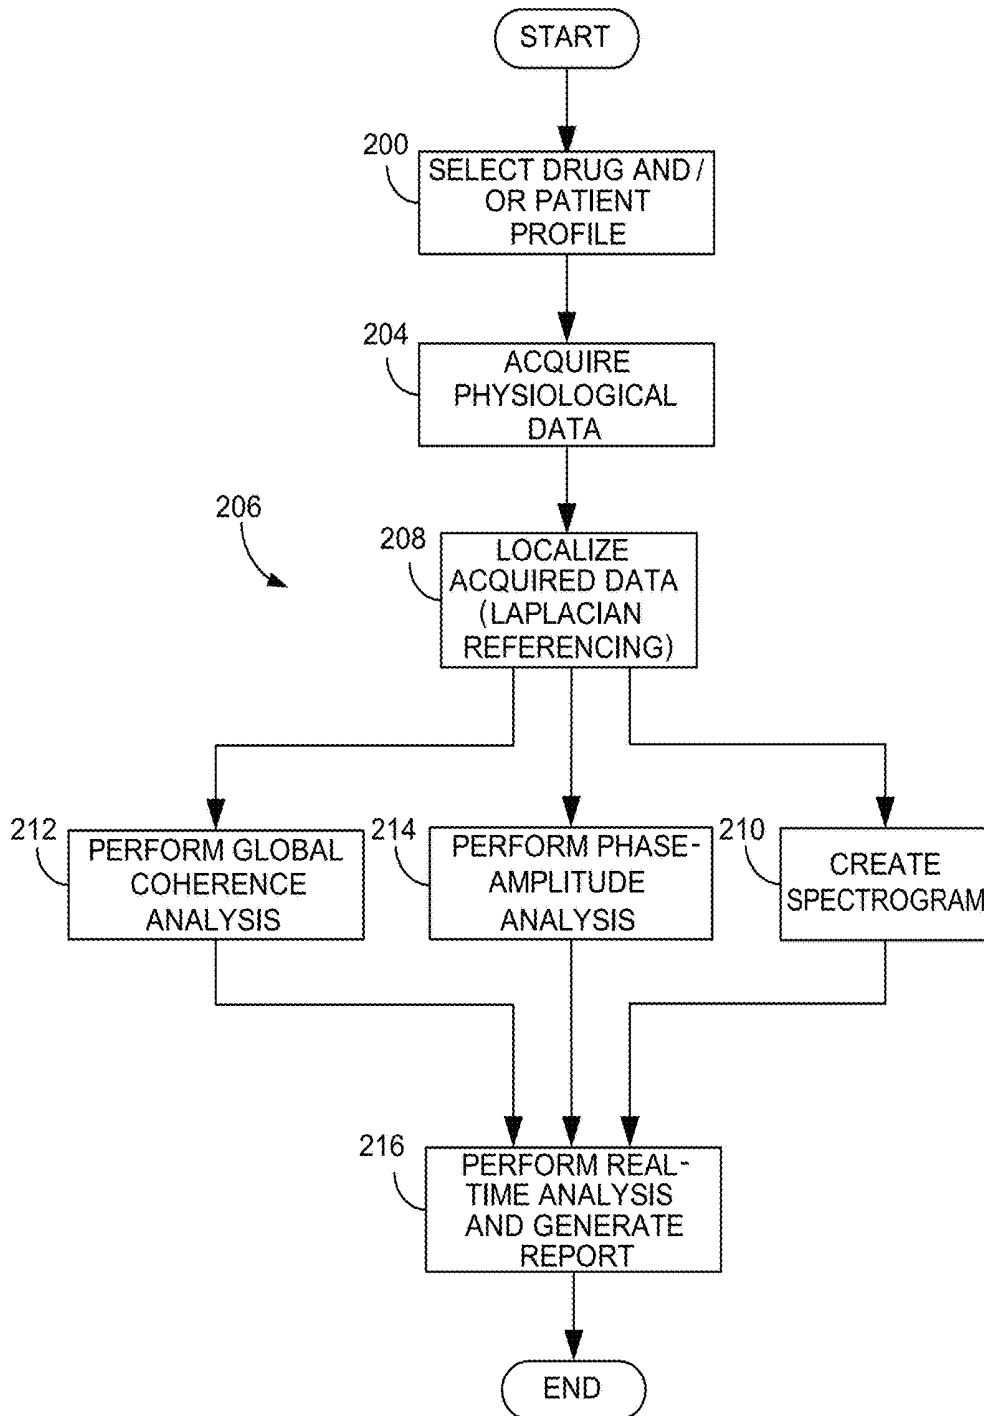 START
200
SELECT DRUG AND /
OR PATIENT
PROFILE
204
ACQUIRE
PHYSIOLOGICAL
DATA
206
208
LOCALIZE
ACQUIRED DATA
(LAPLACIAN
REFERENCING)
212
PERFORM GLOBAL
COHERENCE
ANALYSIS
214
PERFORM PHASE-
AMPLITUDE
ANALYSIS
210
CREATE
SPECTROGRAM
216
PERFORM REAL-
TIME ANALYSIS
AND GENERATE
REPORT
END